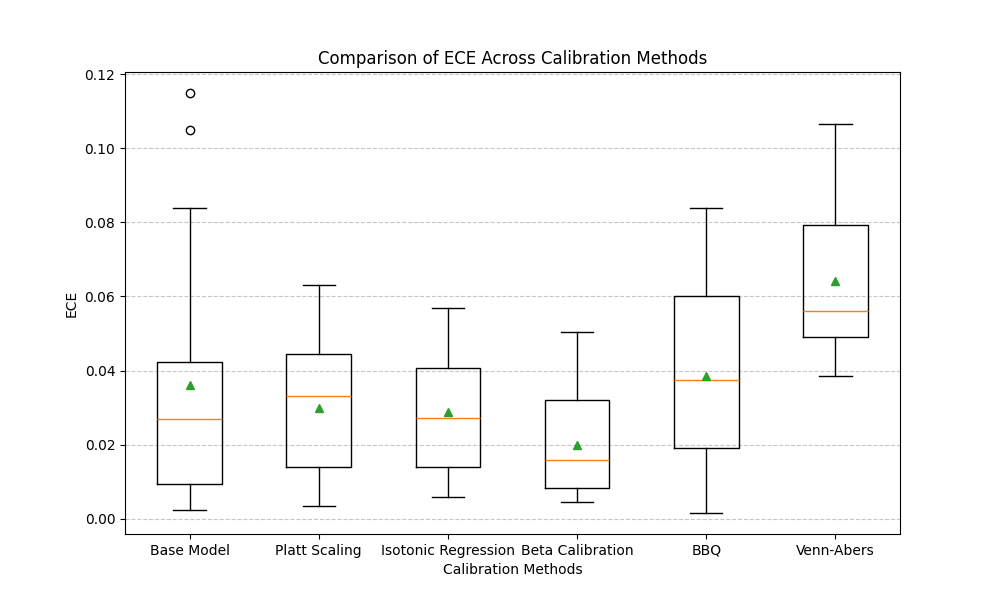 Comparison of ECE Across Calibration Methods
0.12
0.10
0.08
0.06
0.04
0.02
0.00
ECE
Base Model
Platt Scaling
Isotonic Regression
Beta Calibration
BBQ
Venn-Abers
Calibration Methods